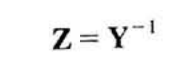 Z = Y⁻¹